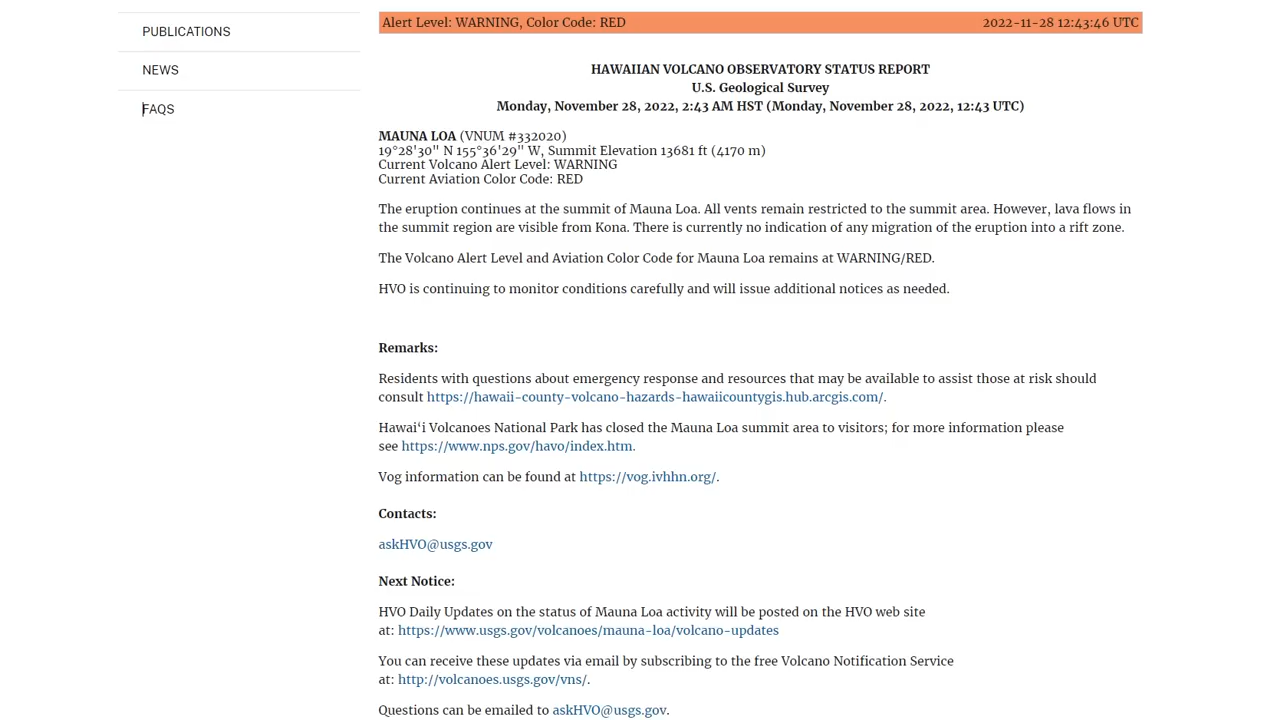 PUBLICATIONS
NEWS
FAQS
Alert Level: WARNING, Color Code: RED 2022-11-28 12:43:46 UTC
HAWAIIAN VOLCANO OBSERVATORY STATUS REPORT
U.S. Geological Survey
Monday, November 28, 2022, 2:43 AM HST (Monday, November 28, 2022, 12:43 UTC)
MAUNA LOA (VNUM #332020)
19°28'30" N 155°36'29" W, Summit Elevation 13681 ft (4170 m)
Current Volcano Alert Level: WARNING
Current Aviation Color Code: RED
The eruption continues at the summit of Mauna Loa. All vents remain restricted to the summit area. However, lava flows in
the summit region are visible from Kona. There is currently no indication of any migration of the eruption into a rift zone.
The Volcano Alert Level and Aviation Color Code for Mauna Loa remains at WARNING/RED.
HVO is continuing to monitor conditions carefully and will issue additional notices as needed.
Remarks:
Residents with questions about emergency response and resources that may be available to assist those at risk should
consult https://hawaii-county-volcano-hazards-hawaiicountygis.hub.arcgis.com/.
Hawaiʻi Volcanoes National Park has closed the Mauna Loa summit area to visitors; for more information please
see https://www.nps.gov/havo/index.htm.
Vog information can be found at https://vog.ivhhn.org/.
Contacts:
askHVO@usgs.gov
Next Notice:
HVO Daily Updates on the status of Mauna Loa activity will be posted on the HVO web site
at: https://www.usgs.gov/volcanoes/mauna-loa/volcano-updates
You can receive these updates via email by subscribing to the free Volcano Notification Service
at: http://volcanoes.usgs.gov/vns/.
Questions can be emailed to askHVO@usgs.gov.